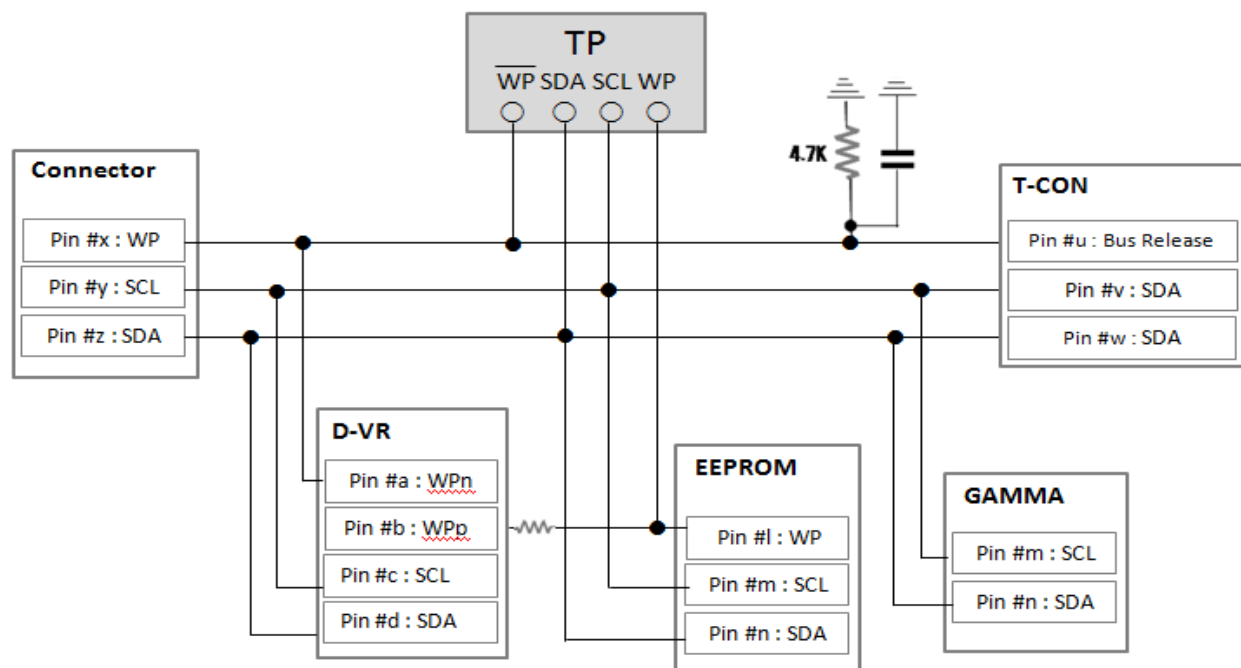 TP
WP SDA SCL WP
4.7K
Connector
Pin #x : WP
Pin #y : SCL
Pin #z : SDA
T-CON
Pin #u : Bus Release
Pin #v : SDA
Pin #w : SDA
D-VR
Pin #a : WPn
Pin #b : WPp
Pin #c : SCL
Pin #d : SDA
EEPROM
Pin #l : WP
Pin #m : SCL
Pin #n : SDA
GAMMA
Pin #m : SCL
Pin #n : SDA